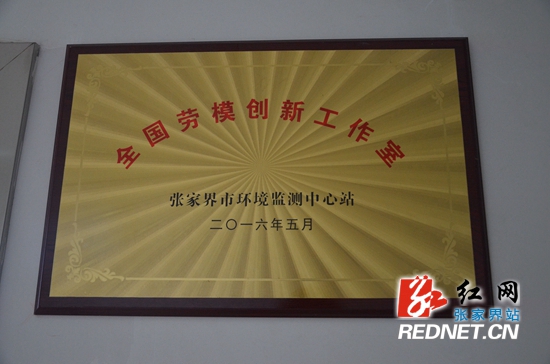 全国劳模创新工作室
张家界市环境监测中心站
二〇一六年五月
红网
张家界站
REDNET.CN